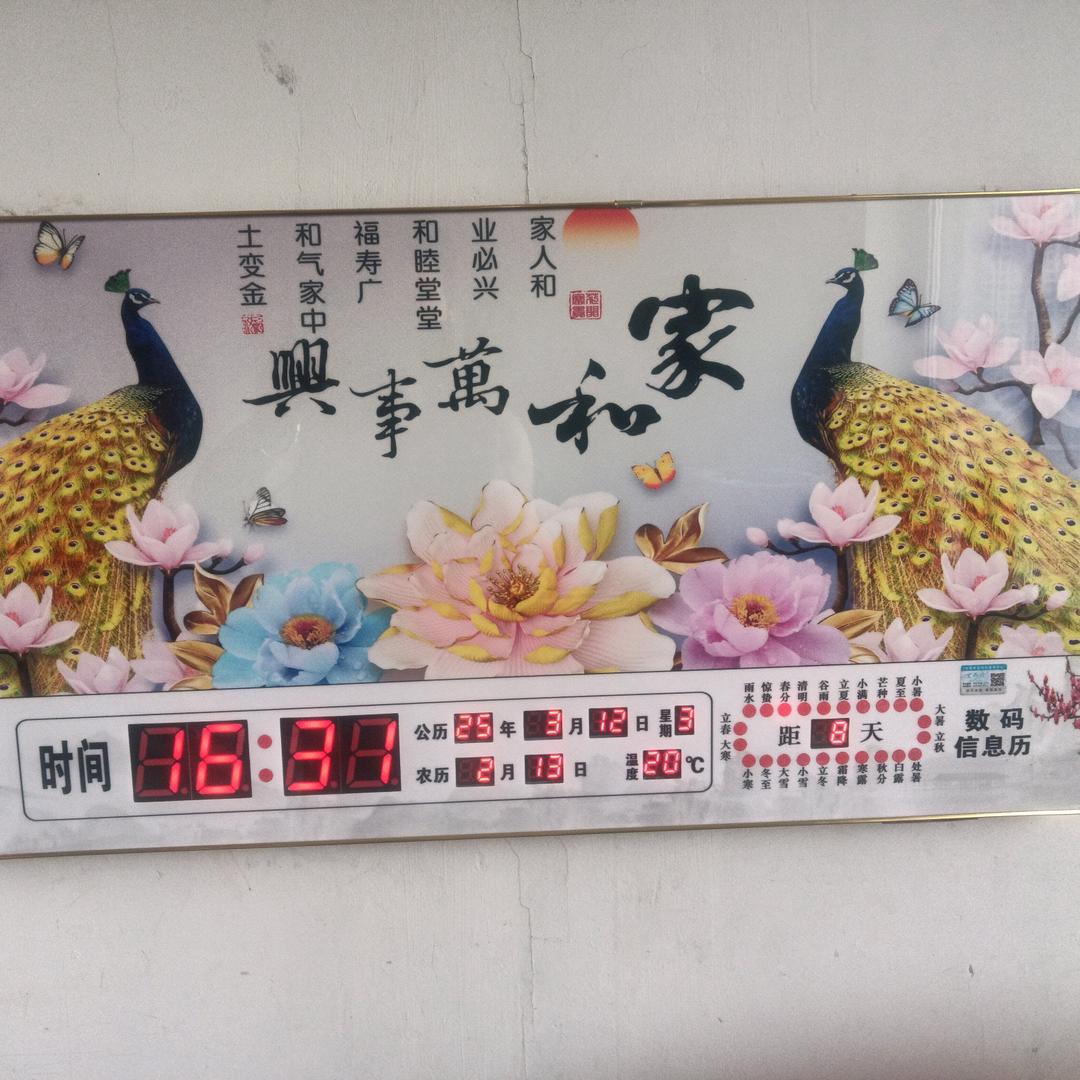 家和萬事興
家人和
业必兴
和睦堂堂
福寿广
和气家中
土变金
时间 16:31
公历 25 年 3 月 12 日 星期 3
农历 2 月 13 日 温度 20 ℃
雨水 惊蛰 春分 清明 谷雨 立夏 小满 芒种 夏至 小暑
立春 大寒
距 8 天
大暑 立秋
小寒 冬至 大雪 小雪 立冬 霜降 寒露 秋分 白露 处暑
数码
信息历